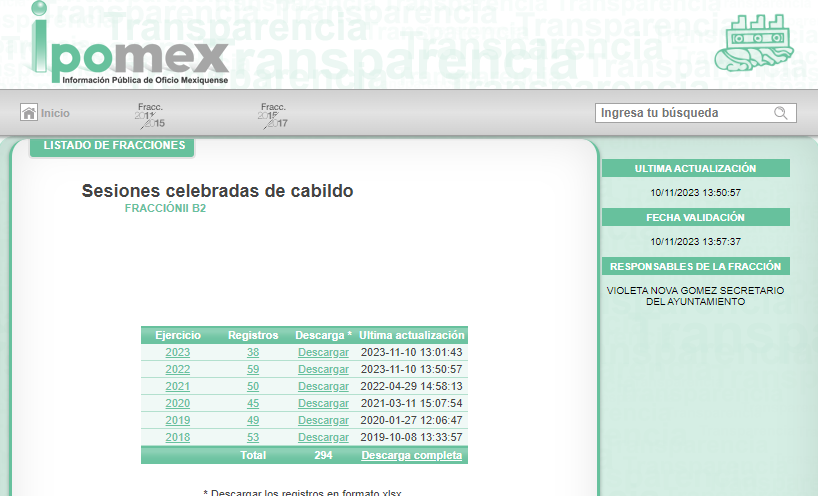 ipomex
Información Pública de Oficio Mexiquense
Transparencia
Transparencia
Inicio
Fracc.
2011/2015
Fracc.
2015/2017
Ingresa tu búsqueda
LISTADO DE FRACCIONES
Sesiones celebradas de cabildo
FRACCIÓNII B2
Ejercicio Registros Descarga * Ultima actualización
2023 38 Descargar 2023-11-10 13:01:43
2022 59 Descargar 2023-11-10 13:50:57
2021 50 Descargar 2022-04-29 14:58:13
2020 45 Descargar 2021-03-11 15:07:54
2019 49 Descargar 2020-01-27 12:06:47
2018 53 Descargar 2019-10-08 13:33:57
Total 294 Descarga completa
* Descargar los registros en formato xlsx
ULTIMA ACTUALIZACIÓN
10/11/2023 13:50:57
FECHA VALIDACIÓN
10/11/2023 13:57:37
RESPONSABLES DE LA FRACCIÓN
VIOLETA NOVA GOMEZ SECRETARIO
DEL AYUNTAMIENTO